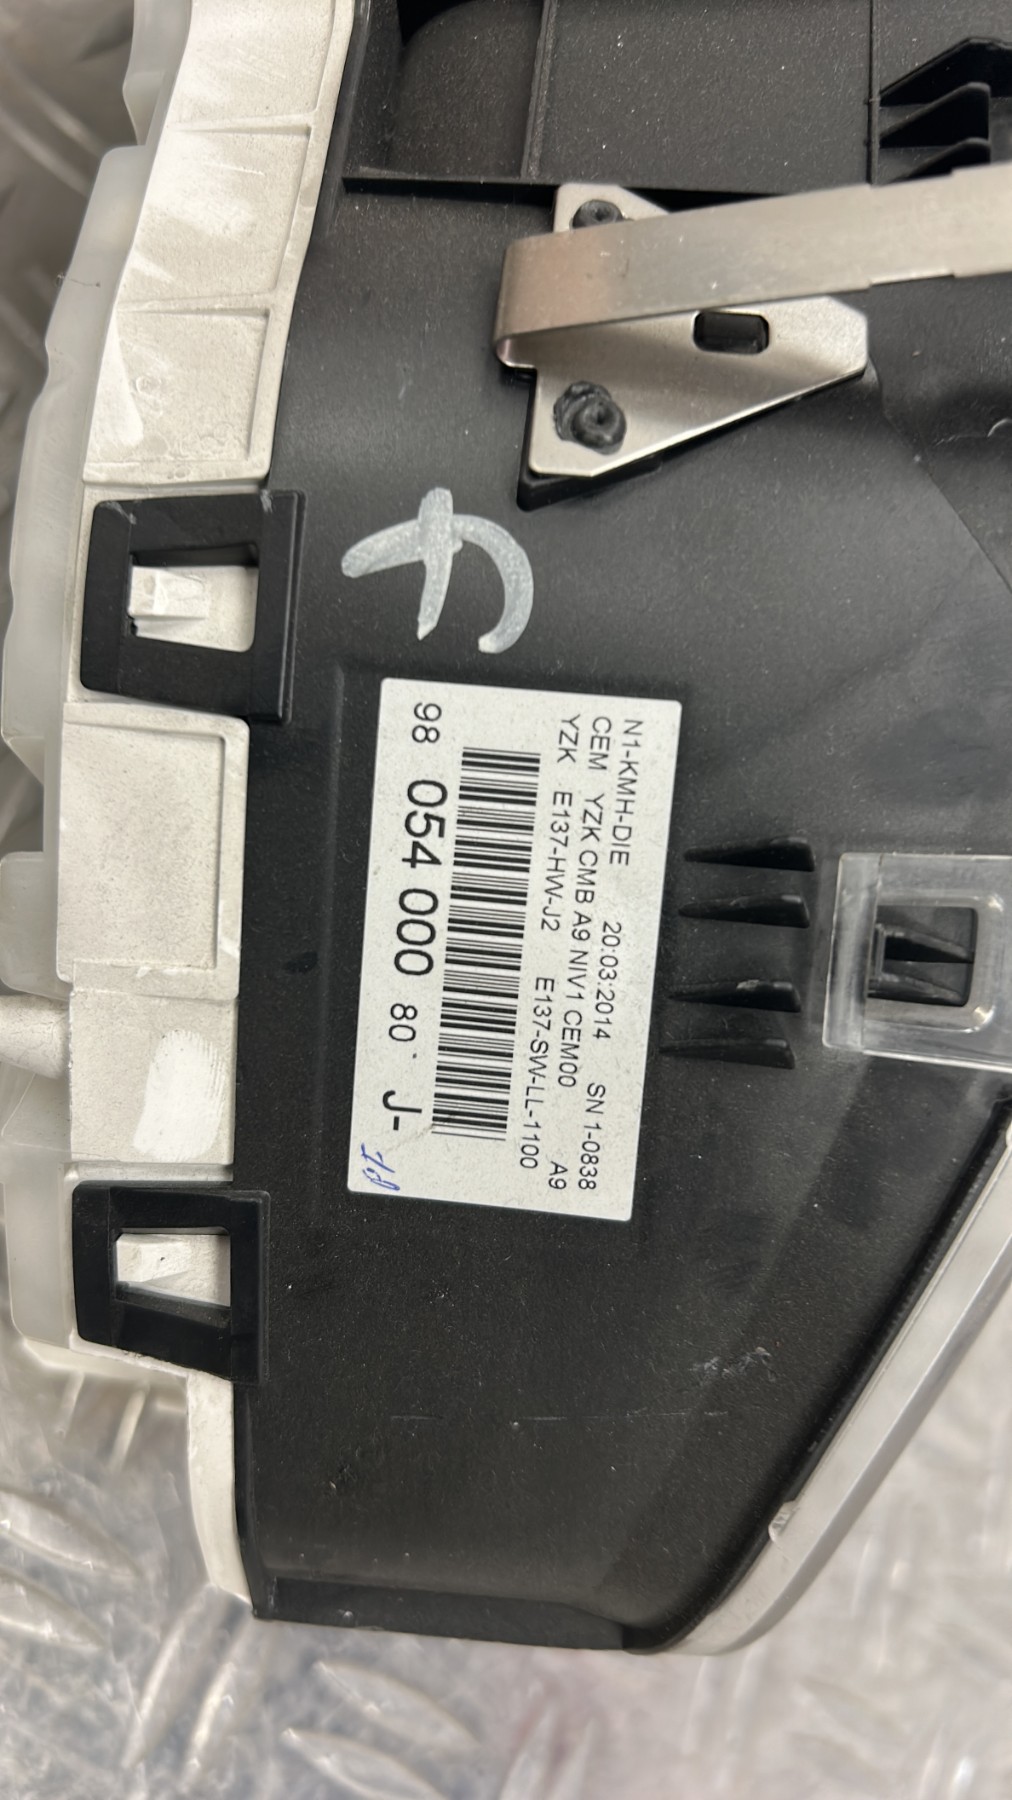 N1-KMH-DIE 20:03:2014 SN 1-0838
CEM YZK CMB A9 NIV1 CEM00 A9
YZK E137-HW-J2 E137-SW-LL-1100
98 054 000 80 J-